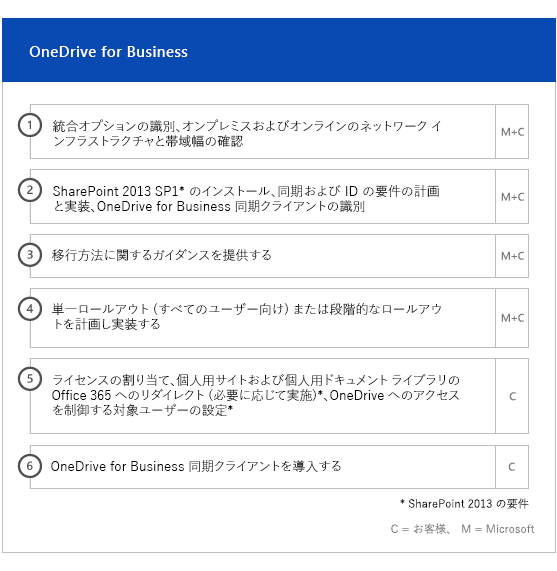 OneDrive for Business
1 統合オプションの識別、オンプレミスおよびオンラインのネットワーク イ
ンフラストラクチャと帯域幅の確認
M+C
2 SharePoint 2013 SP1* のインストール、同期および ID の要件の計画
と実装、OneDrive for Business 同期クライアントの識別
M+C
3 移行方法に関するガイダンスを提供する
M+C
4 単一ロールアウト (すべてのユーザー向け) または段階的なロールアウ
トを計画し実装する
M+C
5 ライセンスの割り当て、個人用サイトおよび個人用ドキュメント ライブラリの
Office 365 へのリダイレクト (必要に応じて実施)*、OneDrive へのアクセス
を制御する対象ユーザーの設定*
C
6 OneDrive for Business 同期クライアントを導入する
C
* SharePoint 2013 の要件
C = お客様、 M = Microsoft